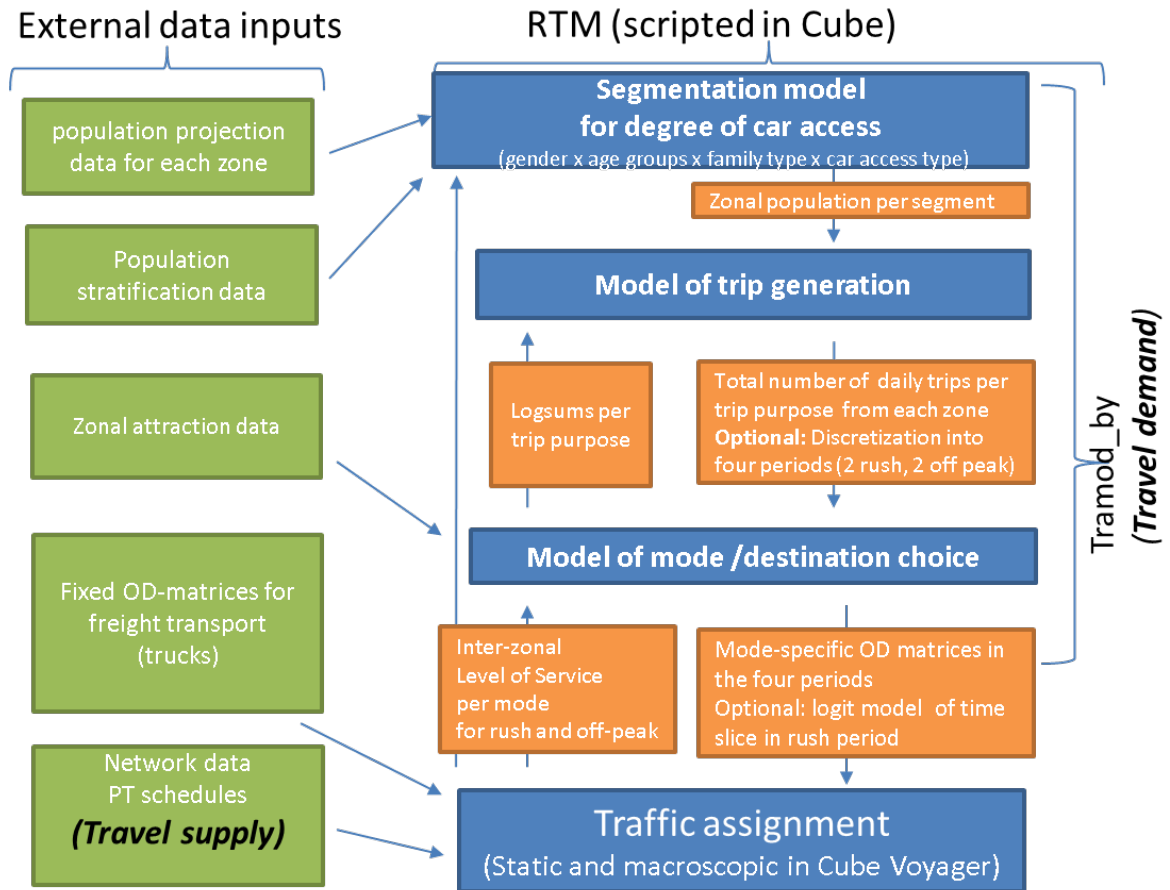 External data inputs
RTM (scripted in Cube)
population projection
data for each zone
Population
stratification data
Zonal attraction data
Fixed OD-matrices for
freight transport
(trucks)
Network data
PT schedules
(Travel supply)
Segmentation model
for degree of car access
(gender x age groups x family type x car access type)
Zonal population per segment
Model of trip generation
Logsums per
trip purpose
Total number of daily trips per
trip purpose from each zone
Optional: Discretization into
four periods (2 rush, 2 off peak)
Model of mode /destination choice
Inter-zonal
Level of Service
per mode
for rush and off-peak
Mode-specific OD matrices in
the four periods
Optional: logit model of time
slice in rush period
Traffic assignment
(Static and macroscopic in Cube Voyager)
Tramod_by
(Travel demand)